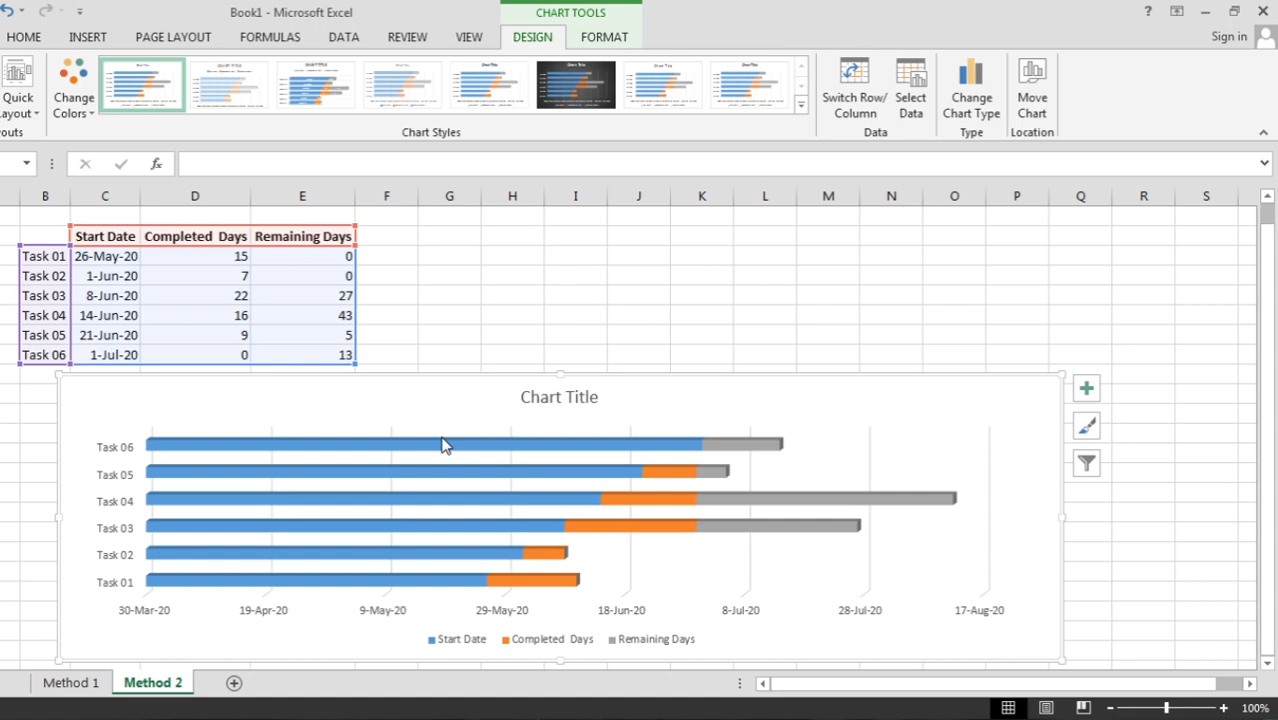 Book1 - Microsoft Excel
CHART TOOLS
?
HOME INSERT PAGE LAYOUT FORMULAS DATA REVIEW VIEW DESIGN FORMAT Sign in
Quick Change Switch Row/ Select Change Move
Layout Colors Column Data Chart Type Chart
outs Chart Styles Data Type Location
fx
B C D E F G H I J K L M N O P Q R S
Start Date Completed Days Remaining Days
Task 01 26-May-20 15 0
Task 02 1-Jun-20 7 0
Task 03 8-Jun-20 22 27
Task 04 14-Jun-20 16 43
Task 05 21-Jun-20 9 5
Task 06 1-Jul-20 0 13
Chart Title
Task 06
Task 05
Task 04
Task 03
Task 02
Task 01
30-Mar-20 19-Apr-20 9-May-20 29-May-20 18-Jun-20 8-Jul-20 28-Jul-20 17-Aug-20
Start Date Completed Days Remaining Days
Method 1 Method 2
100%